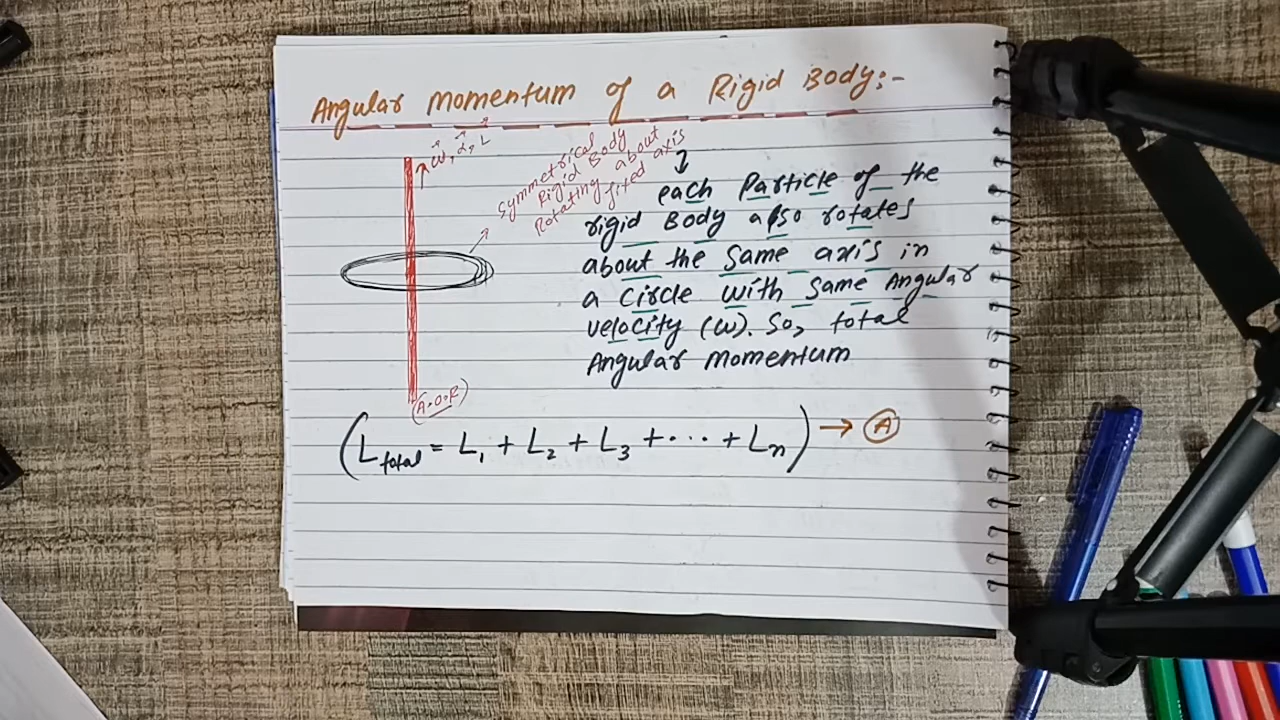 Angular Momentum of a Rigid Body:-
ω, α, L
Symmetrical
Rigid Body
Rotating about
fixed axis
each Particle of the
rigid Body also rotates
about the same axis in
a circle with same Angular
velocity (ω). So, total
Angular Momentum
(A.O.R)
(L total = L1 + L2 + L3 + ... + Ln) → A